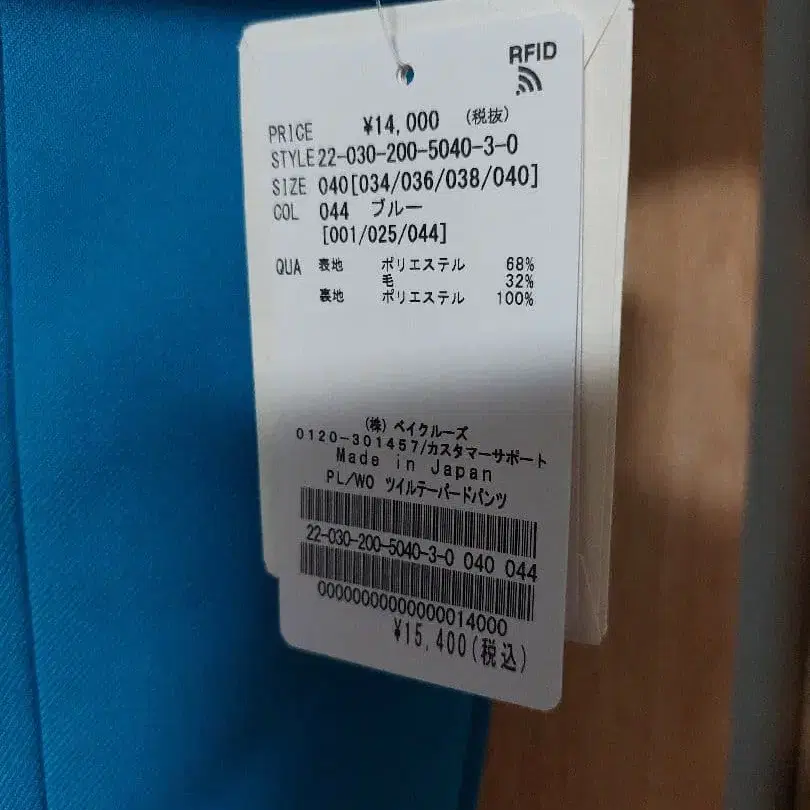 RFID
PRICE ¥14,000 (税抜)
STYLE 22-030-200-5040-3-0
SIZE 040[034/036/038/040]
COL 044 ブルー
[001/025/044]
QUA 表地 ポリエステル 68%
毛 32%
裏地 ポリエステル 100%
(株) ベイクルーズ
0120-301457/カスタマーサポート
Made in Japan
PL/WO ツイルテーパードパンツ
22-030-200-5040-3-0 040 044
00000000000000014000
¥15,400(税込)